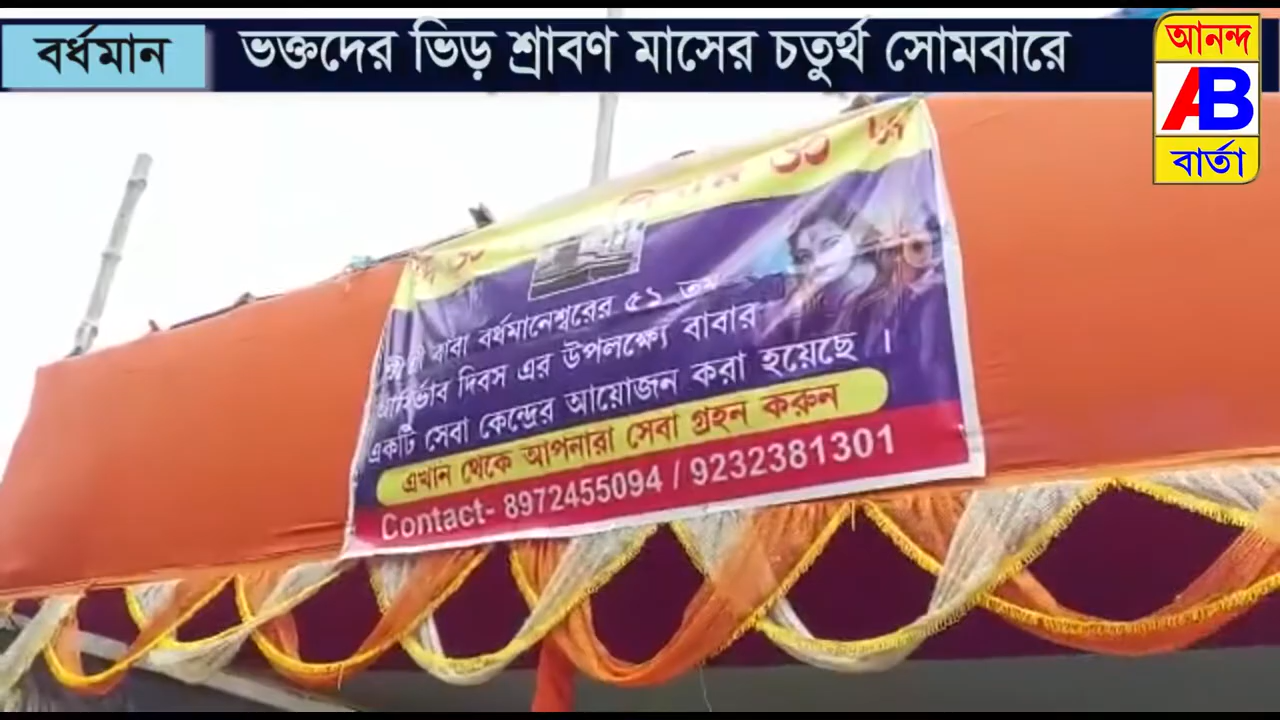 বর্ধমান
ভক্তদের ভিড় শ্রাবণ মাসের চতুর্থ সোমবারে
আনন্দ
AB
বার্তা
বাবা বর্ধমানেশ্বরের ৫১ তম
আবির্ভাব দিবস এর উপলক্ষ্যে বাবার
একটি সেবা কেন্দ্রের আয়োজন করা হয়েছে ।
এখান থেকে আপনারা সেবা গ্রহন করুন
Contact- 8972455094 / 9232381301